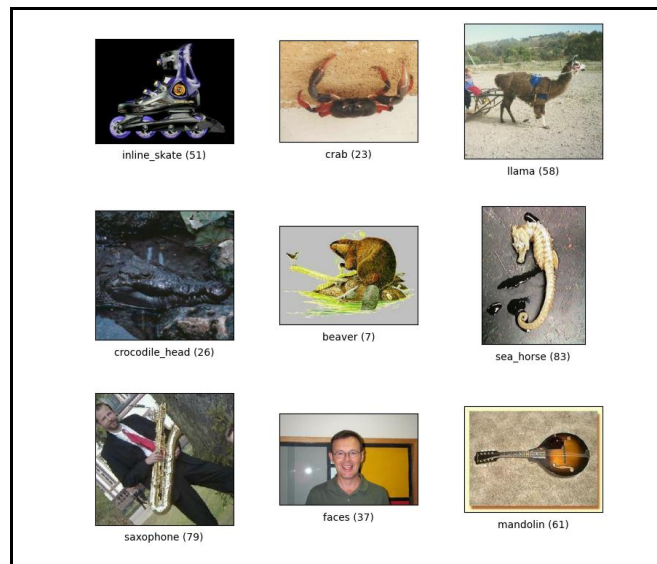 inline_skate (51)
crab (23)
llama (58)
crocodile_head (26)
beaver (7)
sea_horse (83)
saxophone (79)
faces (37)
mandolin (61)